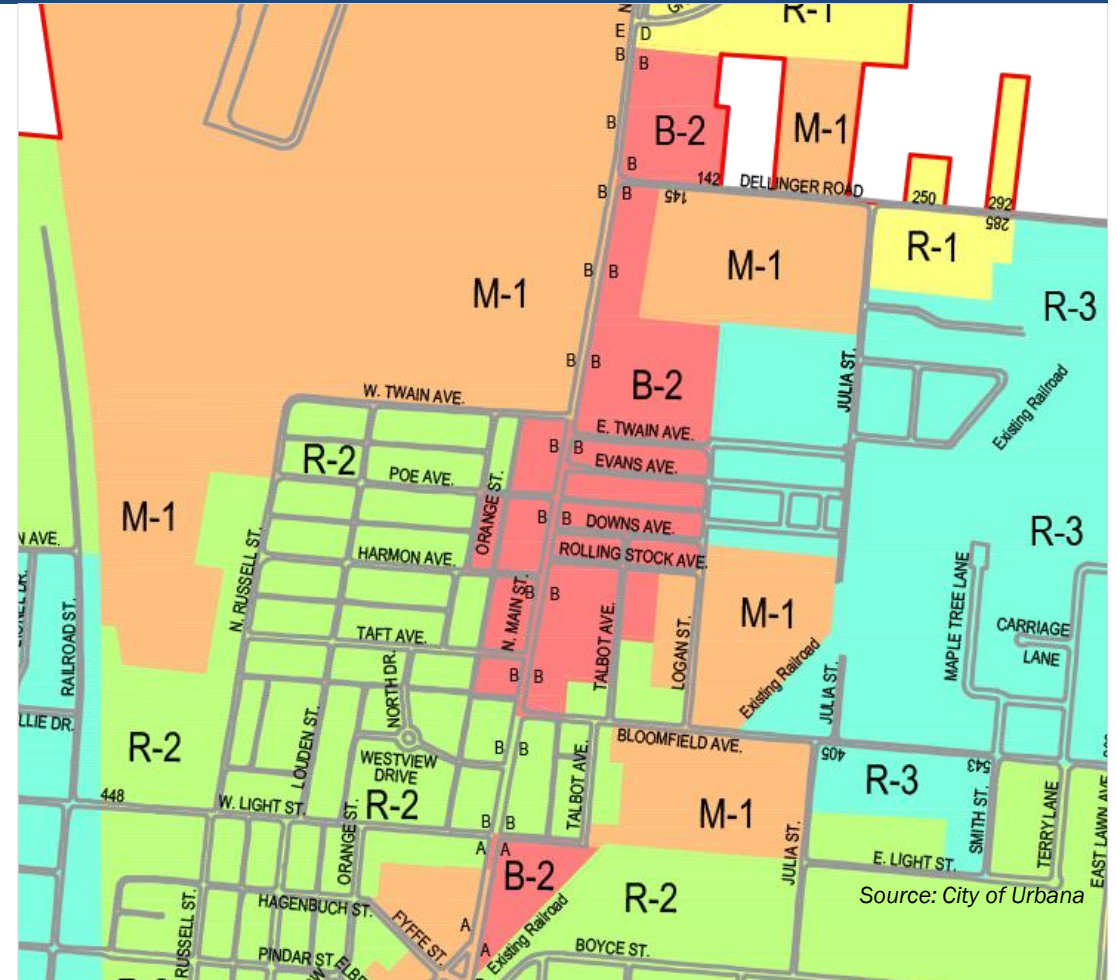 R-1
E
D
B
B
B
B-2
M-1
B
B
142
DELLINGER ROAD
B
B
145
250
292
285
R-1
M-1
B
B
M-1
R-3
JULIA ST.
B
B
B-2
Existing Railroad
W. TWAIN AVE.
E. TWAIN AVE.
B
B
R-2
EVANS AVE.
POE AVE.
ORANGE ST.
M-1
B
B
DOWNS AVE.
R-3
N AVE.
HARMON AVE.
ROLLING STOCK AVE.
N. RUSSELL ST.
N. MAIN ST.
B
B
TALBOT AVE.
LOGAN ST.
M-1
MAPLE TREE LANE
CARRIAGE
LANE
RAILROAD ST.
TAFT AVE.
NORTH DR.
B
B
Existing Railroad
JULIA ST.
LLIE DR.
R-2
LOUDEN ST.
B
B
BLOOMFIELD AVE.
405
543
WESTVIEW
DRIVE
R-2
TALBOT AVE.
R-3
448
W. LIGHT ST.
ORANGE ST.
B
B
M-1
JULIA ST.
SMITH ST.
TERRY LANE
EAST LAWN AVE
A
A
B-2
E. LIGHT ST.
R-2
Source: City of Urbana
RUSSELL ST.
HAGENBUCH ST.
FYFFE ST.
A
A
Existing Railroad
BOYCE ST.
PINDAR ST.